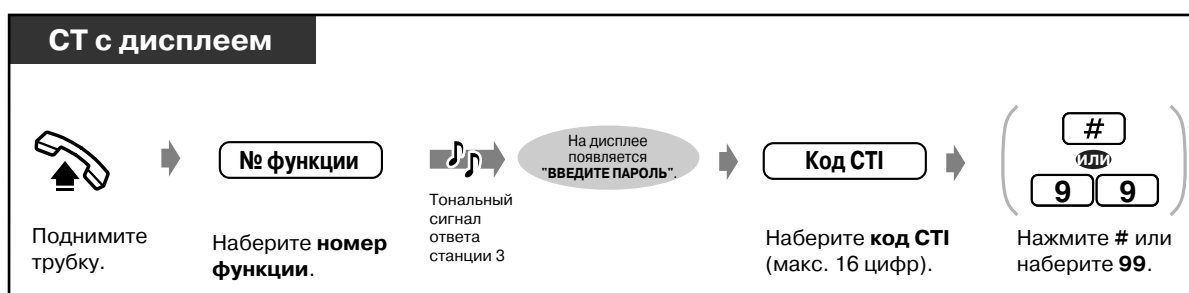 СТ с дисплеем
№ функции
На дисплее
появляется
"ВВЕДИТЕ ПАРОЛЬ".
Код CTI
#
или
9 9
Поднимите
трубку.
Наберите номер
функции.
Тональный
сигнал
ответа
станции 3
Наберите код CTI
(макс. 16 цифр).
Нажмите # или
наберите 99.